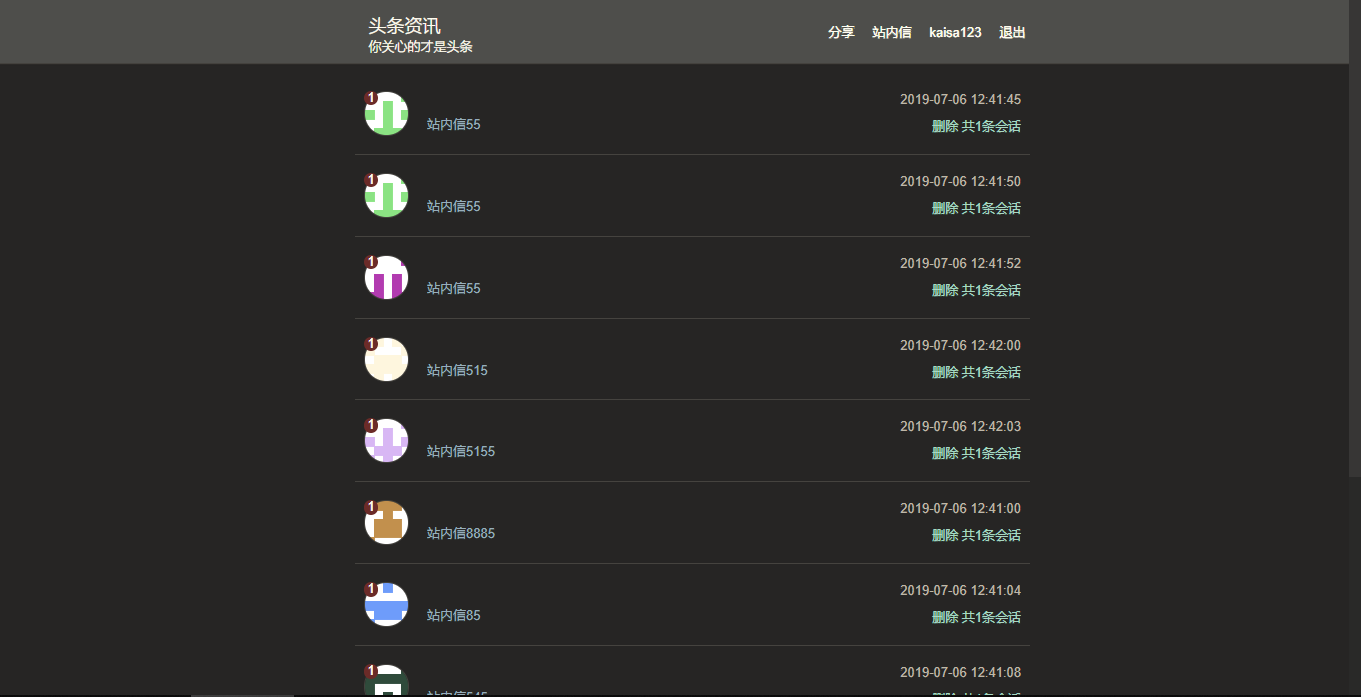 头条资讯
你关心的才是头条
分享 站内信 kaisa123 退出
1
2019-07-06 12:41:45
站内信55
删除 共1条会话
1
2019-07-06 12:41:50
站内信55
删除 共1条会话
1
2019-07-06 12:41:52
站内信55
删除 共1条会话
1
2019-07-06 12:42:00
站内信515
删除 共1条会话
1
2019-07-06 12:42:03
站内信5155
删除 共1条会话
1
2019-07-06 12:41:00
站内信8885
删除 共1条会话
1
2019-07-06 12:41:04
站内信85
删除 共1条会话
1
2019-07-06 12:41:08